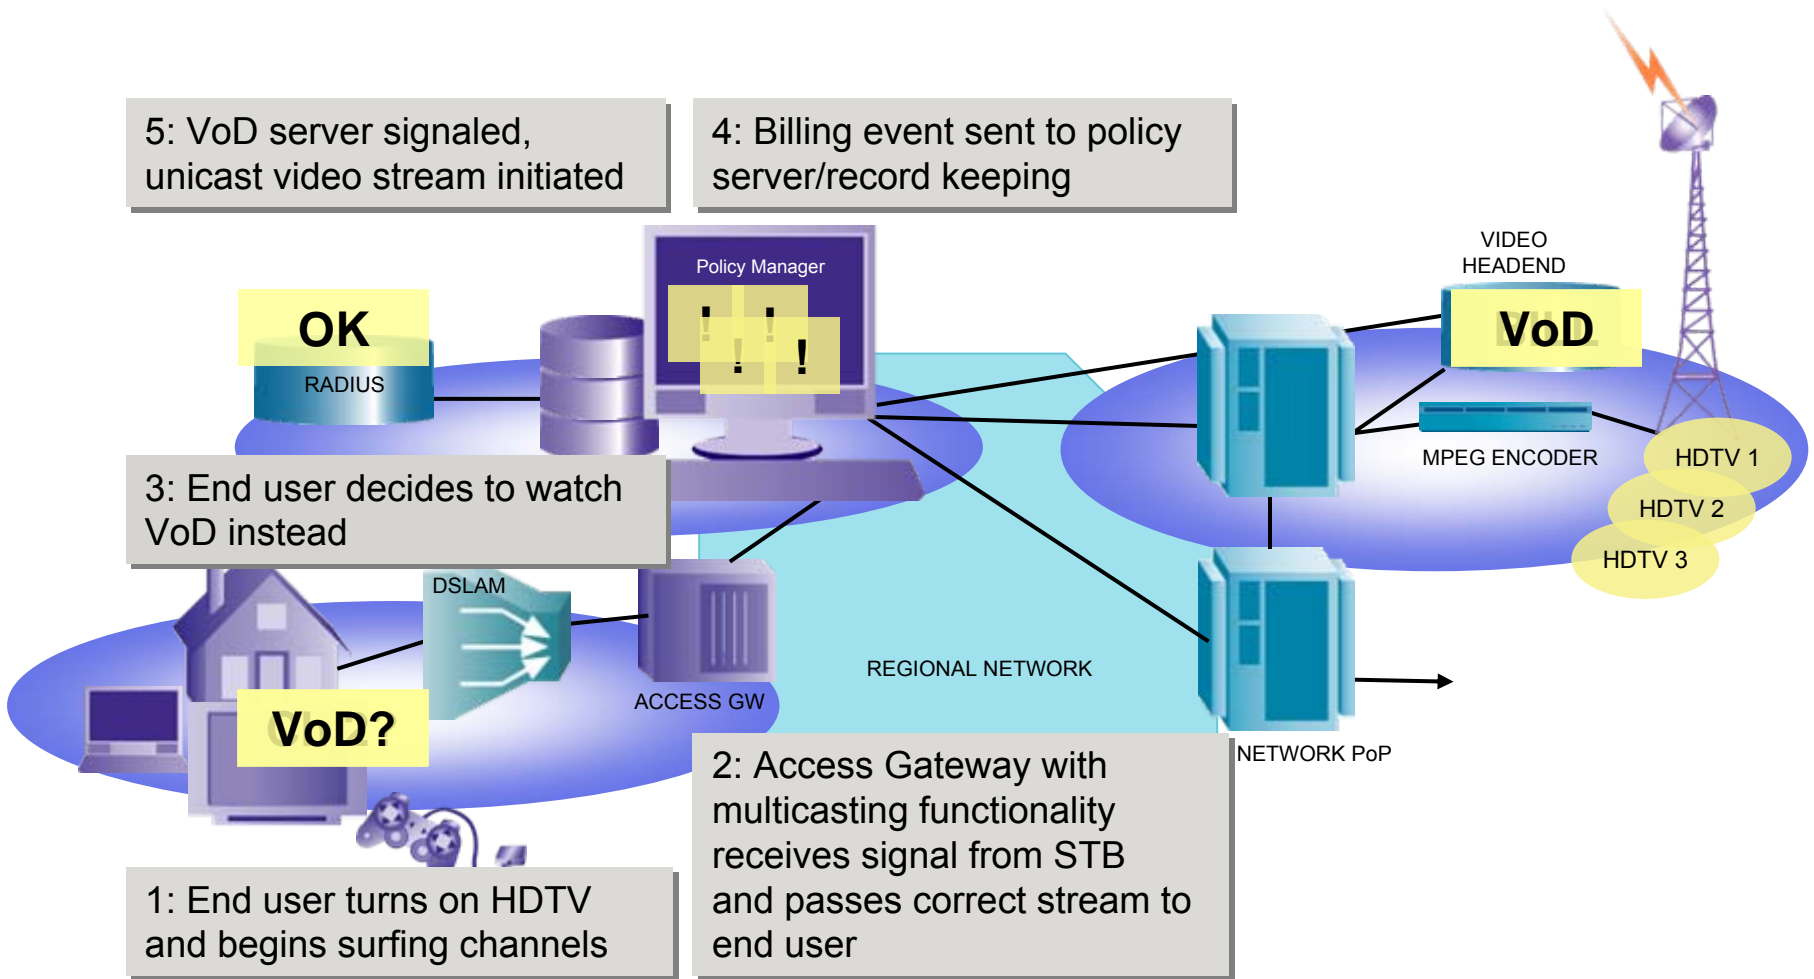 5: VoD server signaled,
unicast video stream initiated
4: Billing event sent to policy
server/record keeping
Policy Manager
! !
! !
OK
RADIUS
VIDEO
HEADEND
VoD
MPEG ENCODER
HDTV 1
HDTV 2
HDTV 3
3: End user decides to watch
VoD instead
DSLAM
ACCESS GW
REGIONAL NETWORK
VoD?
NETWORK PoP
2: Access Gateway with
multicasting functionality
receives signal from STB
and passes correct stream to
end user
1: End user turns on HDTV
and begins surfing channels